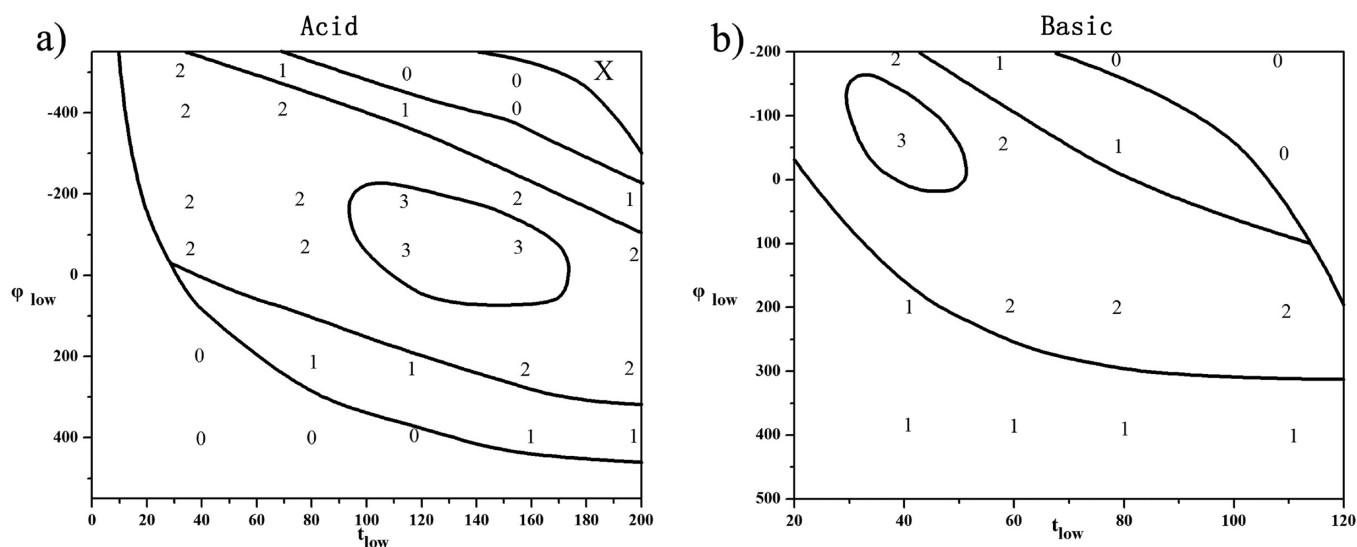 a) Acid
2 1 0 0 X
-400 2 2 1 0
-200 2 2 3 2 1
2 2 3 3 2
0
φ low
200 0 1 1 2 2
400 0 0 0 1 1
0 20 40 60 80 100 120 140 160 180 200
t low
b) Basic
-200 2 1 0 0
-100
3 2 1 0
0
100
φ low
200 1 2 2 2
300
400 1 1 1 1
500
20 40 60 80 100 120
t low